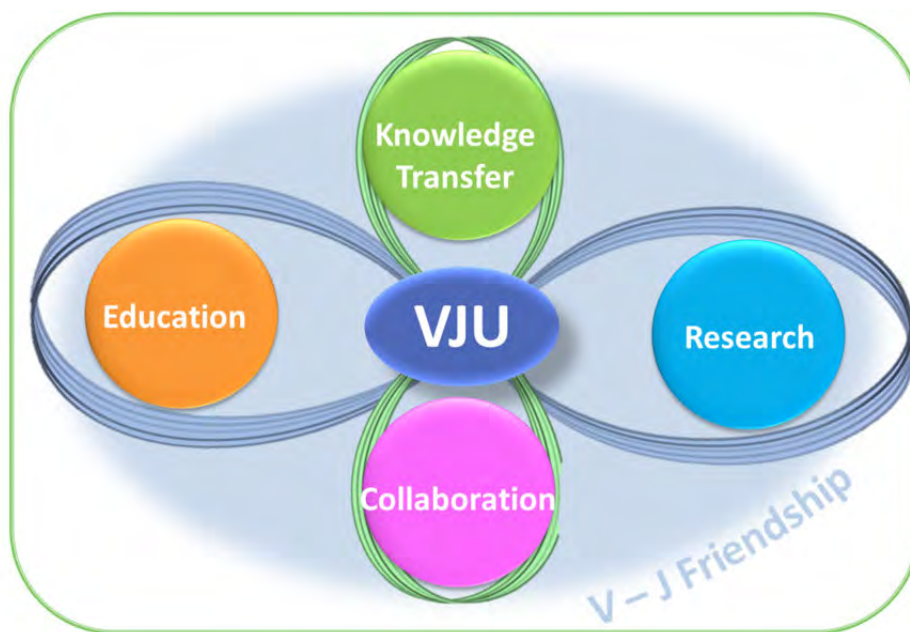 Knowledge
Transfer
Education
VJU
Research
Collaboration
V – J Friendship